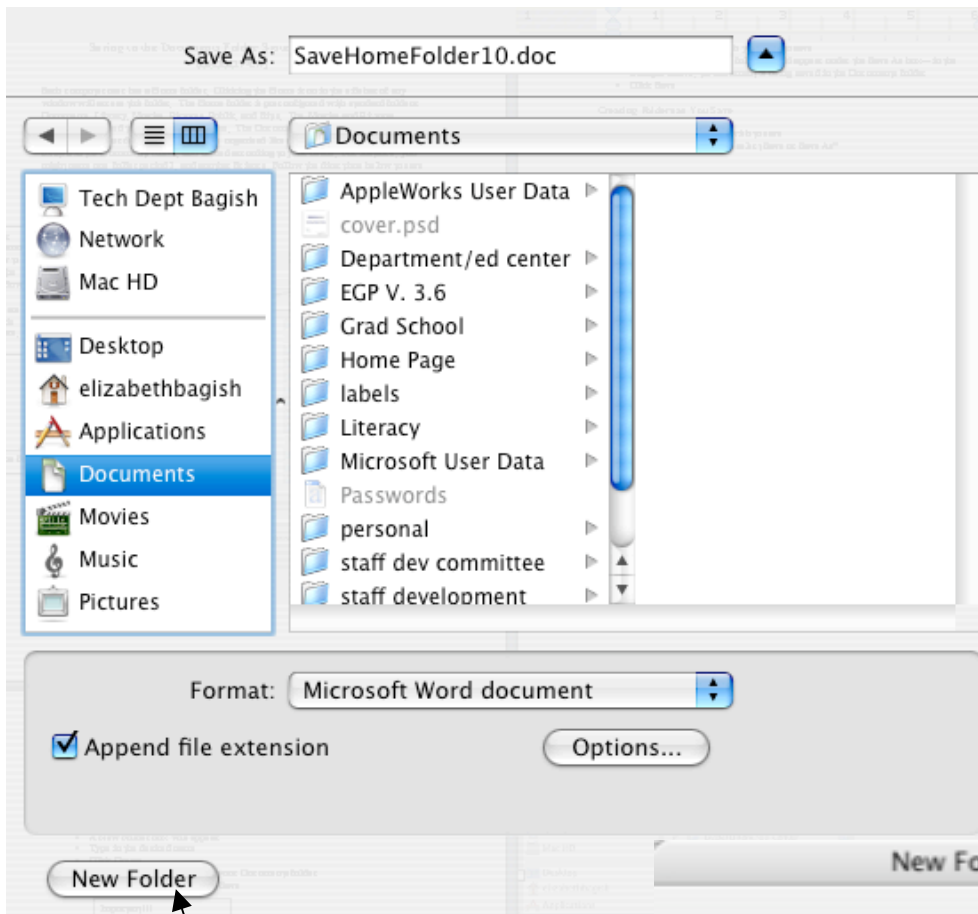 Save As: SaveHomeFolder10.doc
Documents
Tech Dept Bagish
Network
Mac HD
Desktop
elizabethbagish
Applications
Documents
Movies
Music
Pictures
AppleWorks User Data
cover.psd
Department/ed center
EGP V. 3.6
Grad School
Home Page
labels
Literacy
Microsoft User Data
Passwords
personal
staff dev committee
staff development
Format: Microsoft Word document
Append file extension
Options...
New Folder
New Fo